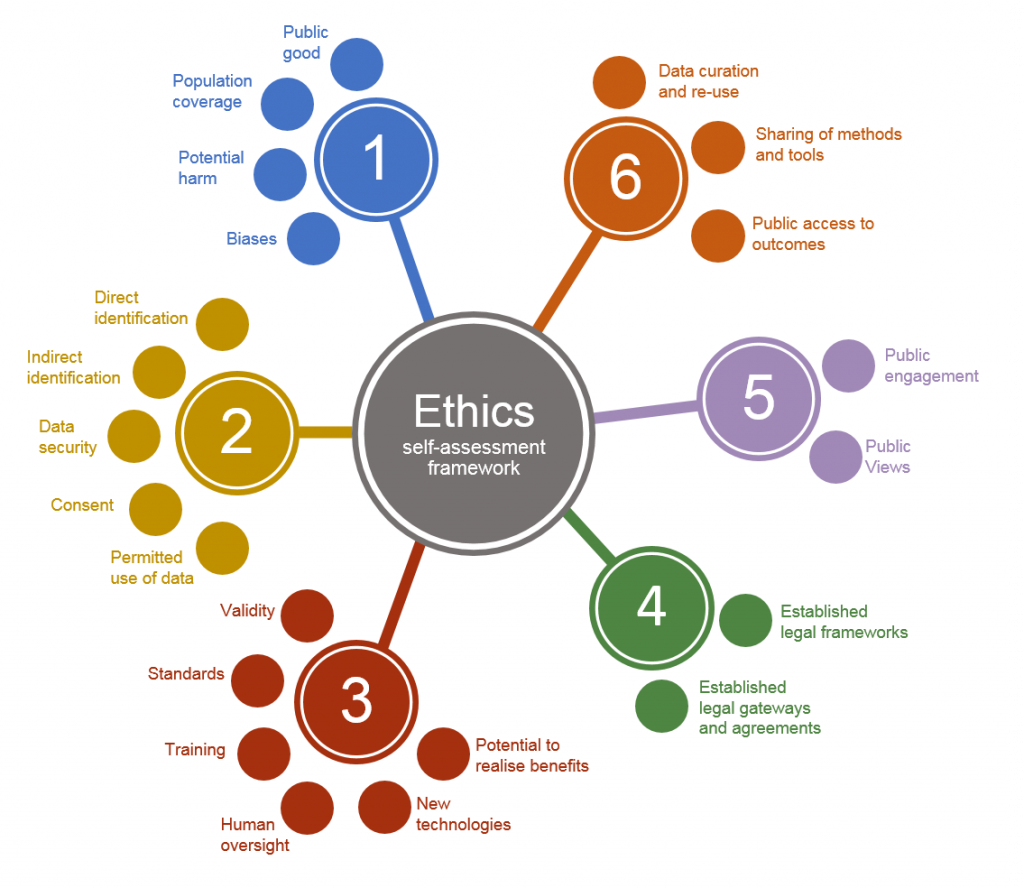 Ethics
self-assessment
framework
1
Public
good
Population
coverage
Potential
harm
Biases
2
Direct
identification
Indirect
identification
Data
security
Consent
Permitted
use of data
3
Validity
Standards
Training
Human
oversight
New
technologies
Potential to
realise benefits
4
Established
legal frameworks
Established
legal gateways
and agreements
5
Public
engagement
Public
Views
6
Data curation
and re-use
Sharing of methods
and tools
Public access to
outcomes